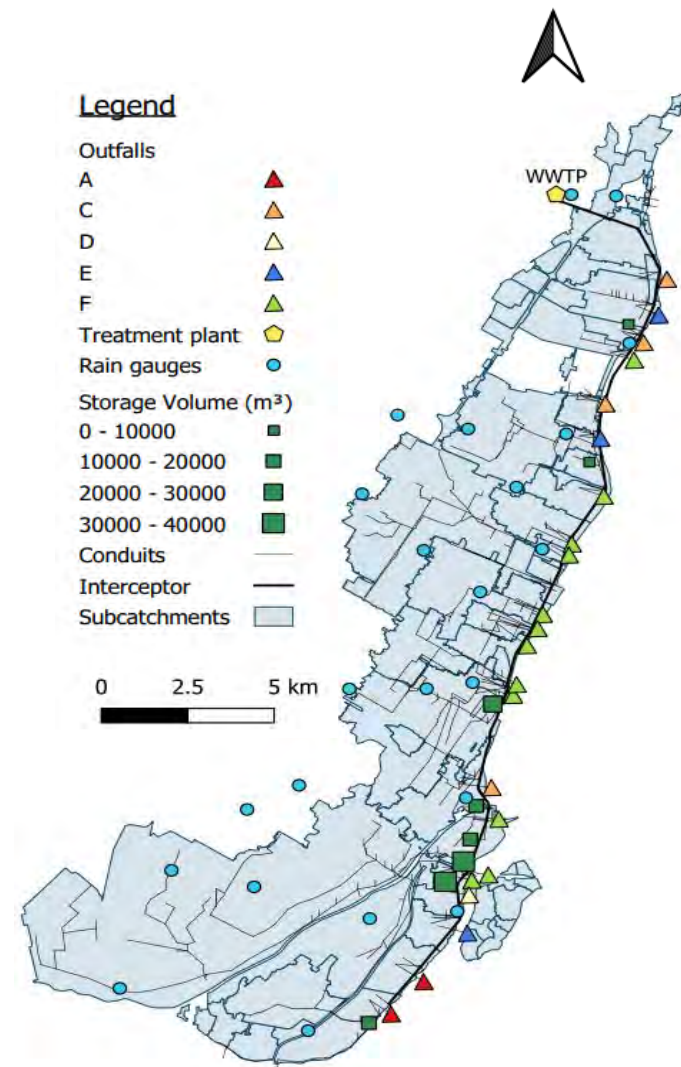 Legend
Outfalls
A
C
D
E
F
Treatment plant
Rain gauges
Storage Volume (m³)
0 - 10000
10000 - 20000
20000 - 30000
30000 - 40000
Conduits
Interceptor
Subcatchments
0 2.5 5 km
WWTP